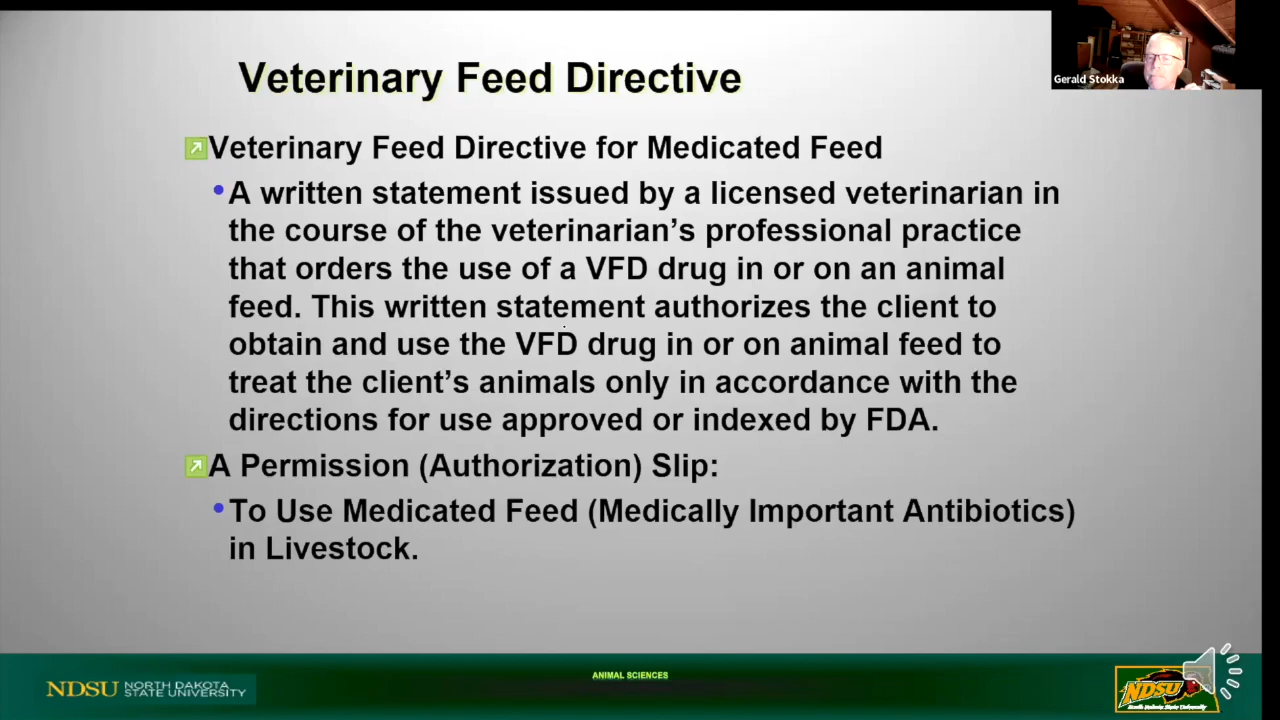 Veterinary Feed Directive
Gerald Stokka
Veterinary Feed Directive for Medicated Feed
A written statement issued by a licensed veterinarian in
the course of the veterinarian's professional practice
that orders the use of a VFD drug in or on an animal
feed. This written statement authorizes the client to
obtain and use the VFD drug in or on animal feed to
treat the client's animals only in accordance with the
directions for use approved or indexed by FDA.
A Permission (Authorization) Slip:
To Use Medicated Feed (Medically Important Antibiotics)
in Livestock.
ANIMAL SCIENCES
NDSU NORTH DAKOTA
STATE UNIVERSITY
NDSU
North Dakota State University